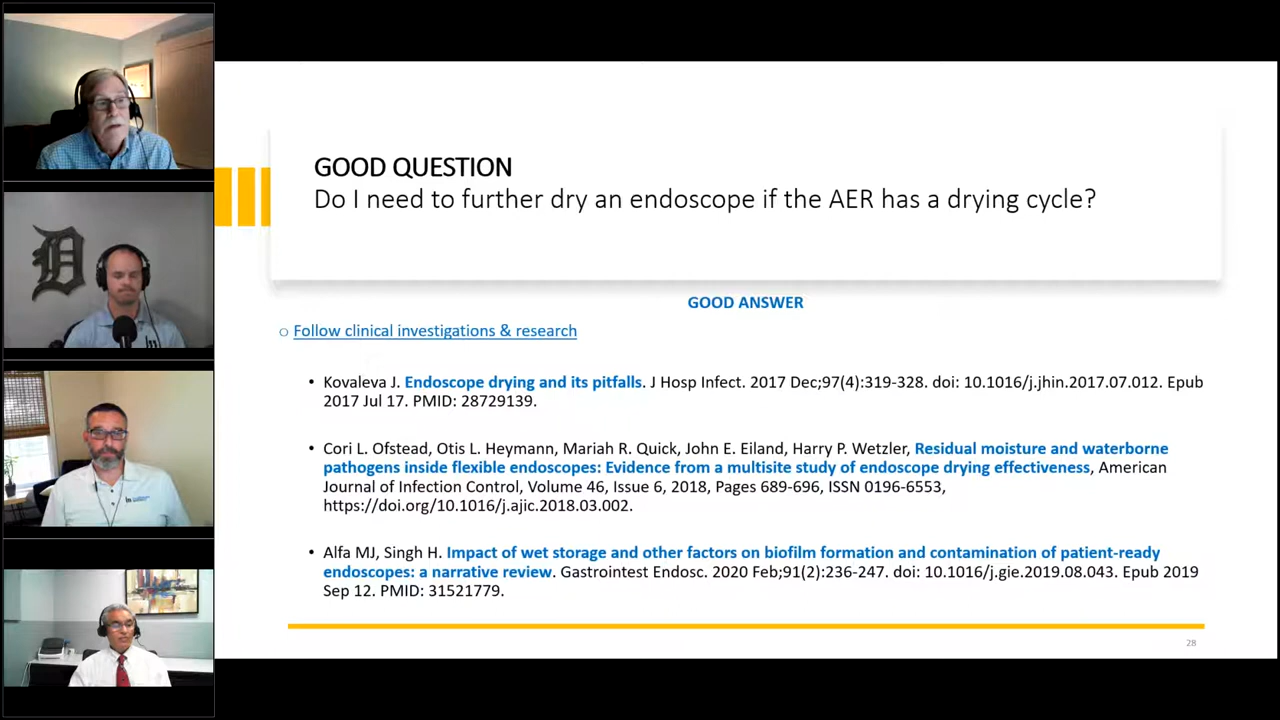 GOOD QUESTION
Do I need to further dry an endoscope if the AER has a drying cycle?
GOOD ANSWER
o Follow clinical investigations & research
• Kovaleva J. Endoscope drying and its pitfalls. J Hosp Infect. 2017 Dec;97(4):319-328. doi: 10.1016/j.jhin.2017.07.012. Epub
2017 Jul 17. PMID: 28729139.
• Cori L. Ofstead, Otis L. Heymann, Mariah R. Quick, John E. Eiland, Harry P. Wetzler, Residual moisture and waterborne
pathogens inside flexible endoscopes: Evidence from a multisite study of endoscope drying effectiveness, American
Journal of Infection Control, Volume 46, Issue 6, 2018, Pages 689-696, ISSN 0196-6553,
https://doi.org/10.1016/j.ajic.2018.03.002.
• Alfa MJ, Singh H. Impact of wet storage and other factors on biofilm formation and contamination of patient-ready
endoscopes: a narrative review. Gastrointest Endosc. 2020 Feb;91(2):236-247. doi: 10.1016/j.gie.2019.08.043. Epub 2019
Sep 12. PMID: 31521779.
28